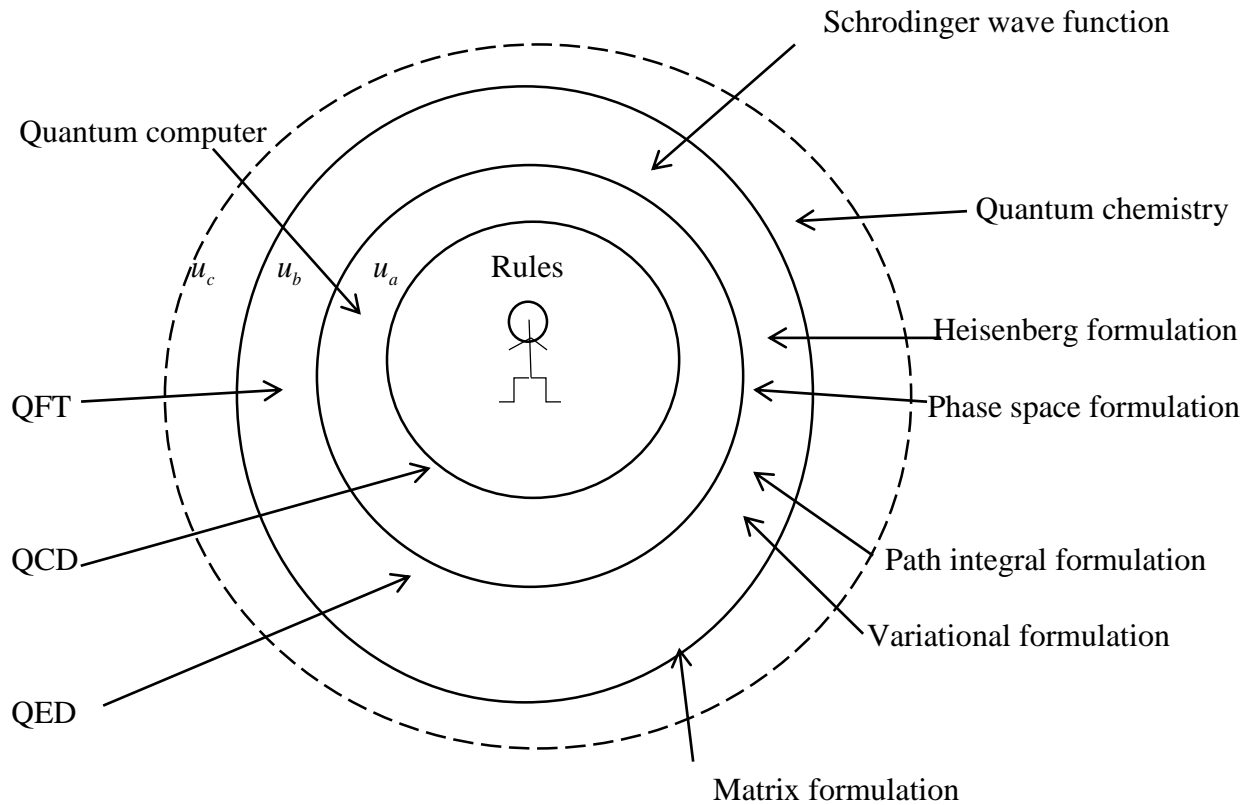 Schrodinger wave function
Quantum computer
Quantum chemistry
u_c u_b u_a Rules
Heisenberg formulation
QFT
Phase space formulation
QCD
Path integral formulation
Variational formulation
QED
Matrix formulation